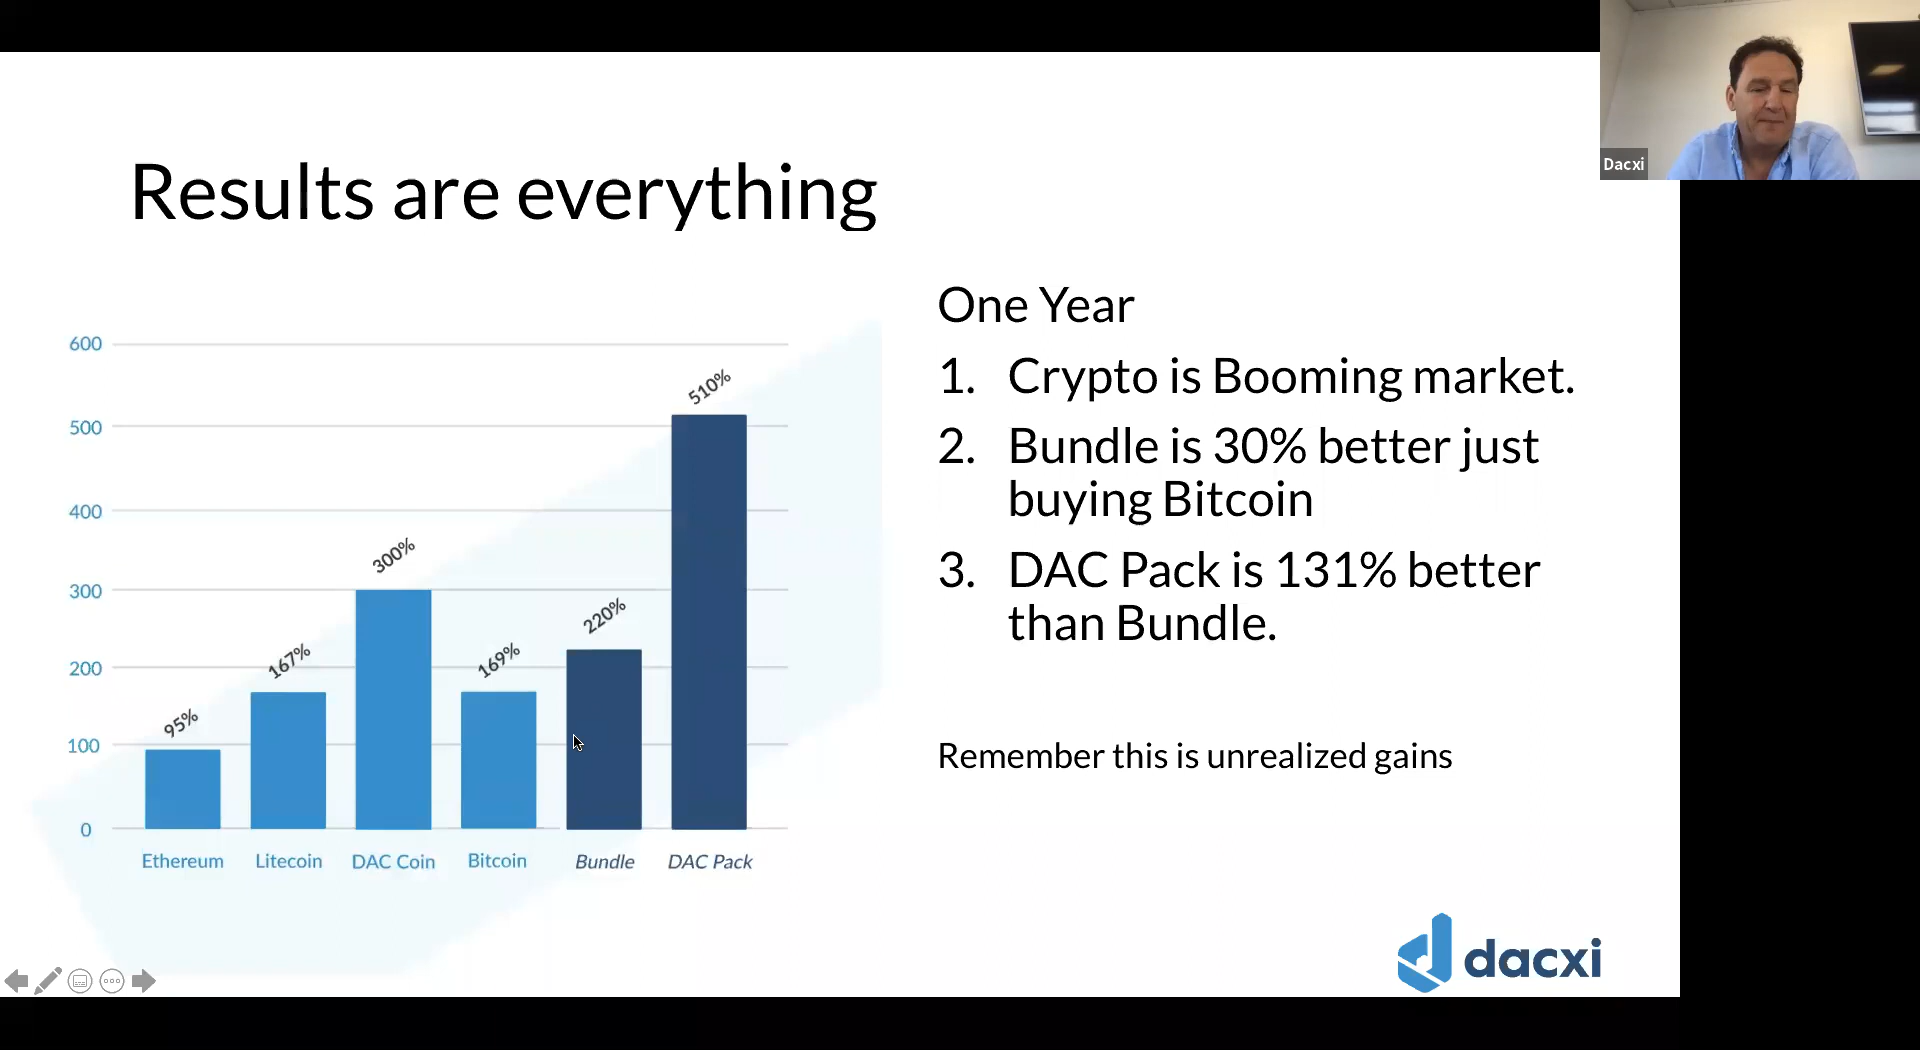 Dacxi
Results are everything
600
500
400
300
200
100
0
95%
167%
300%
169%
220%
510%
Ethereum
Litecoin
DAC Coin
Bitcoin
Bundle
DAC Pack
One Year
1. Crypto is Booming market.
2. Bundle is 30% better just
buying Bitcoin
3. DAC Pack is 131% better
than Bundle.
Remember this is unrealized gains
dacxi